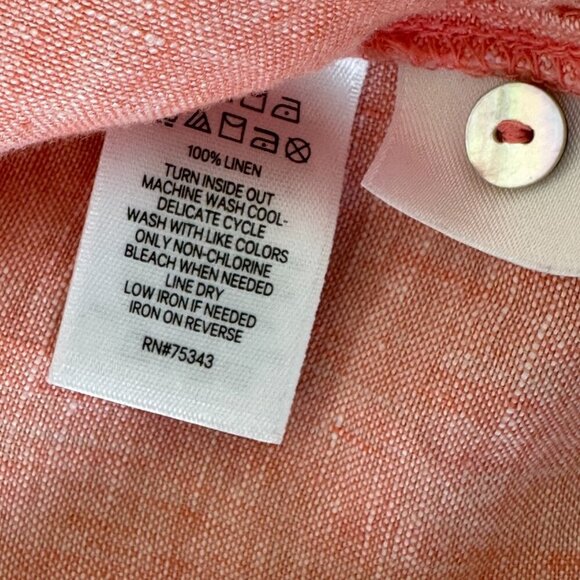 100% LINEN
TURN INSIDE OUT
MACHINE WASH COOL-
DELICATE CYCLE
WASH WITH LIKE COLORS
ONLY NON-CHLORINE
BLEACH WHEN NEEDED
LINE DRY
LOW IRON IF NEEDED
IRON ON REVERSE
RN#75343